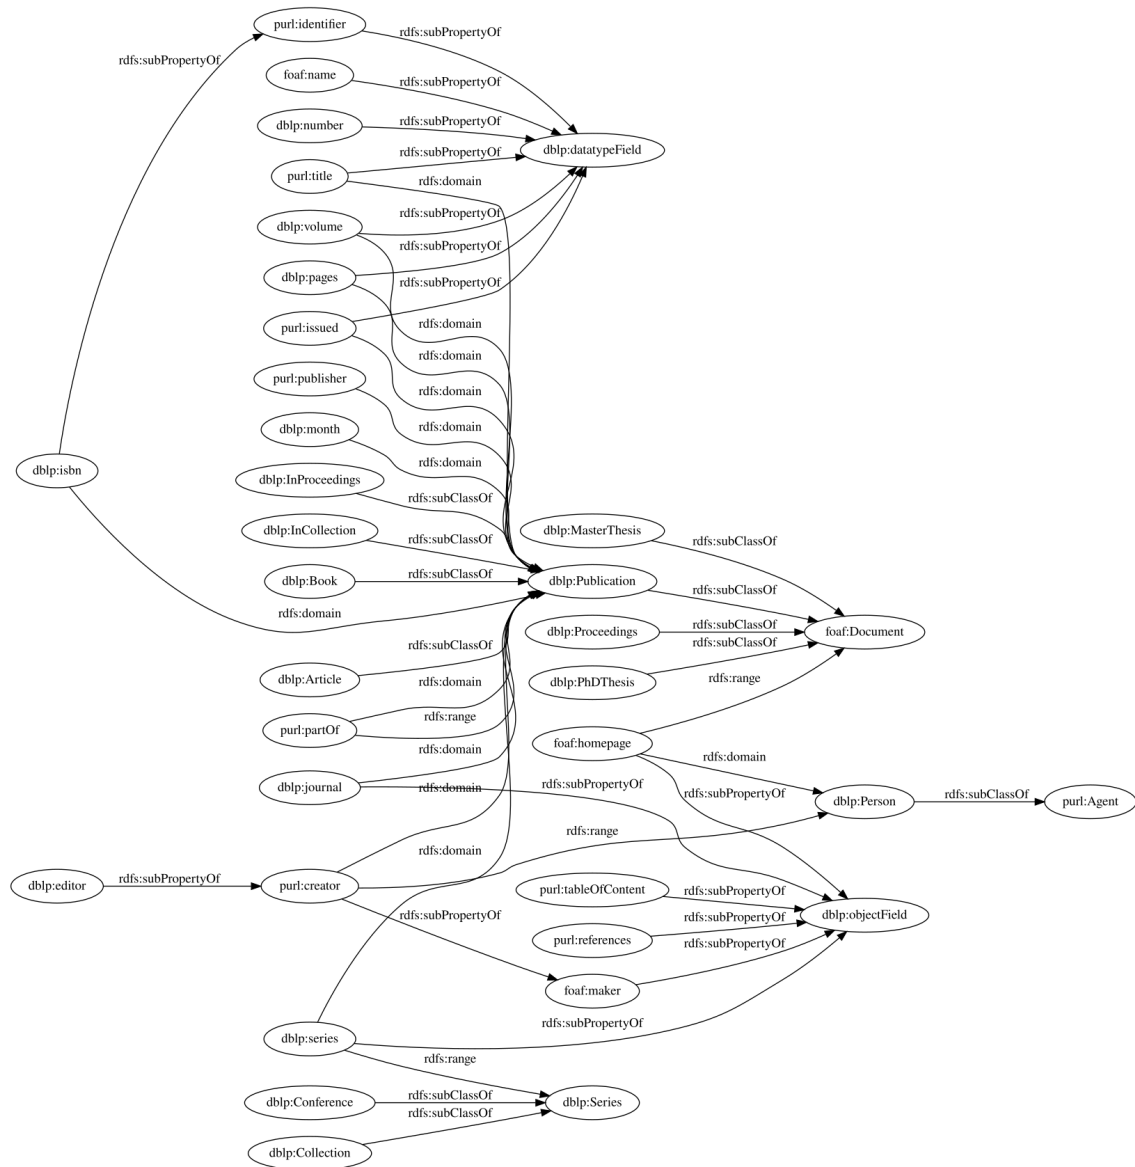 purl:identifier
rdfs:subPropertyOf
rdfs:subPropertyOf
foaf:name
rdfs:subPropertyOf
dblp:number
rdfs:subPropertyOf
dblp:datatypeField
rdfs:subPropertyOf
purl:title
rdfs:domain
rdfs:subPropertyOf
dblp:volume
rdfs:subPropertyOf
dblp:pages
rdfs:subPropertyOf
purl:issued
rdfs:domain
rdfs:domain
purl:publisher
rdfs:domain
rdfs:domain
dblp:month
rdfs:domain
dblp:isbn
dblp:InProceedings
rdfs:subClassOf
dblp:InCollection
dblp:MasterThesis
rdfs:subClassOf
rdfs:subClassOf
dblp:Book
rdfs:subClassOf
dblp:Publication
rdfs:subClassOf
rdfs:domain
dblp:Proceedings
rdfs:subClassOf
foaf:Document
rdfs:subClassOf
rdfs:subClassOf
dblp:Article
rdfs:domain
dblp:PhDThesis
rdfs:range
purl:partOf
rdfs:range
foaf:homepage
rdfs:domain
rdfs:domain
dblp:journal
rdfs:domain
rdfs:subPropertyOf
rdfs:subPropertyOf
dblp:Person
rdfs:subClassOf
purl:Agent
rdfs:range
rdfs:domain
dblp:editor
rdfs:subPropertyOf
purl:creator
purl:tableOfContent
rdfs:subPropertyOf
rdfs:subPropertyOf
rdfs:subPropertyOf
dblp:objectField
purl:references
rdfs:subPropertyOf
foaf:maker
rdfs:subPropertyOf
dblp:series
rdfs:range
dblp:Conference
rdfs:subClassOf
dblp:Series
rdfs:subClassOf
dblp:Collection